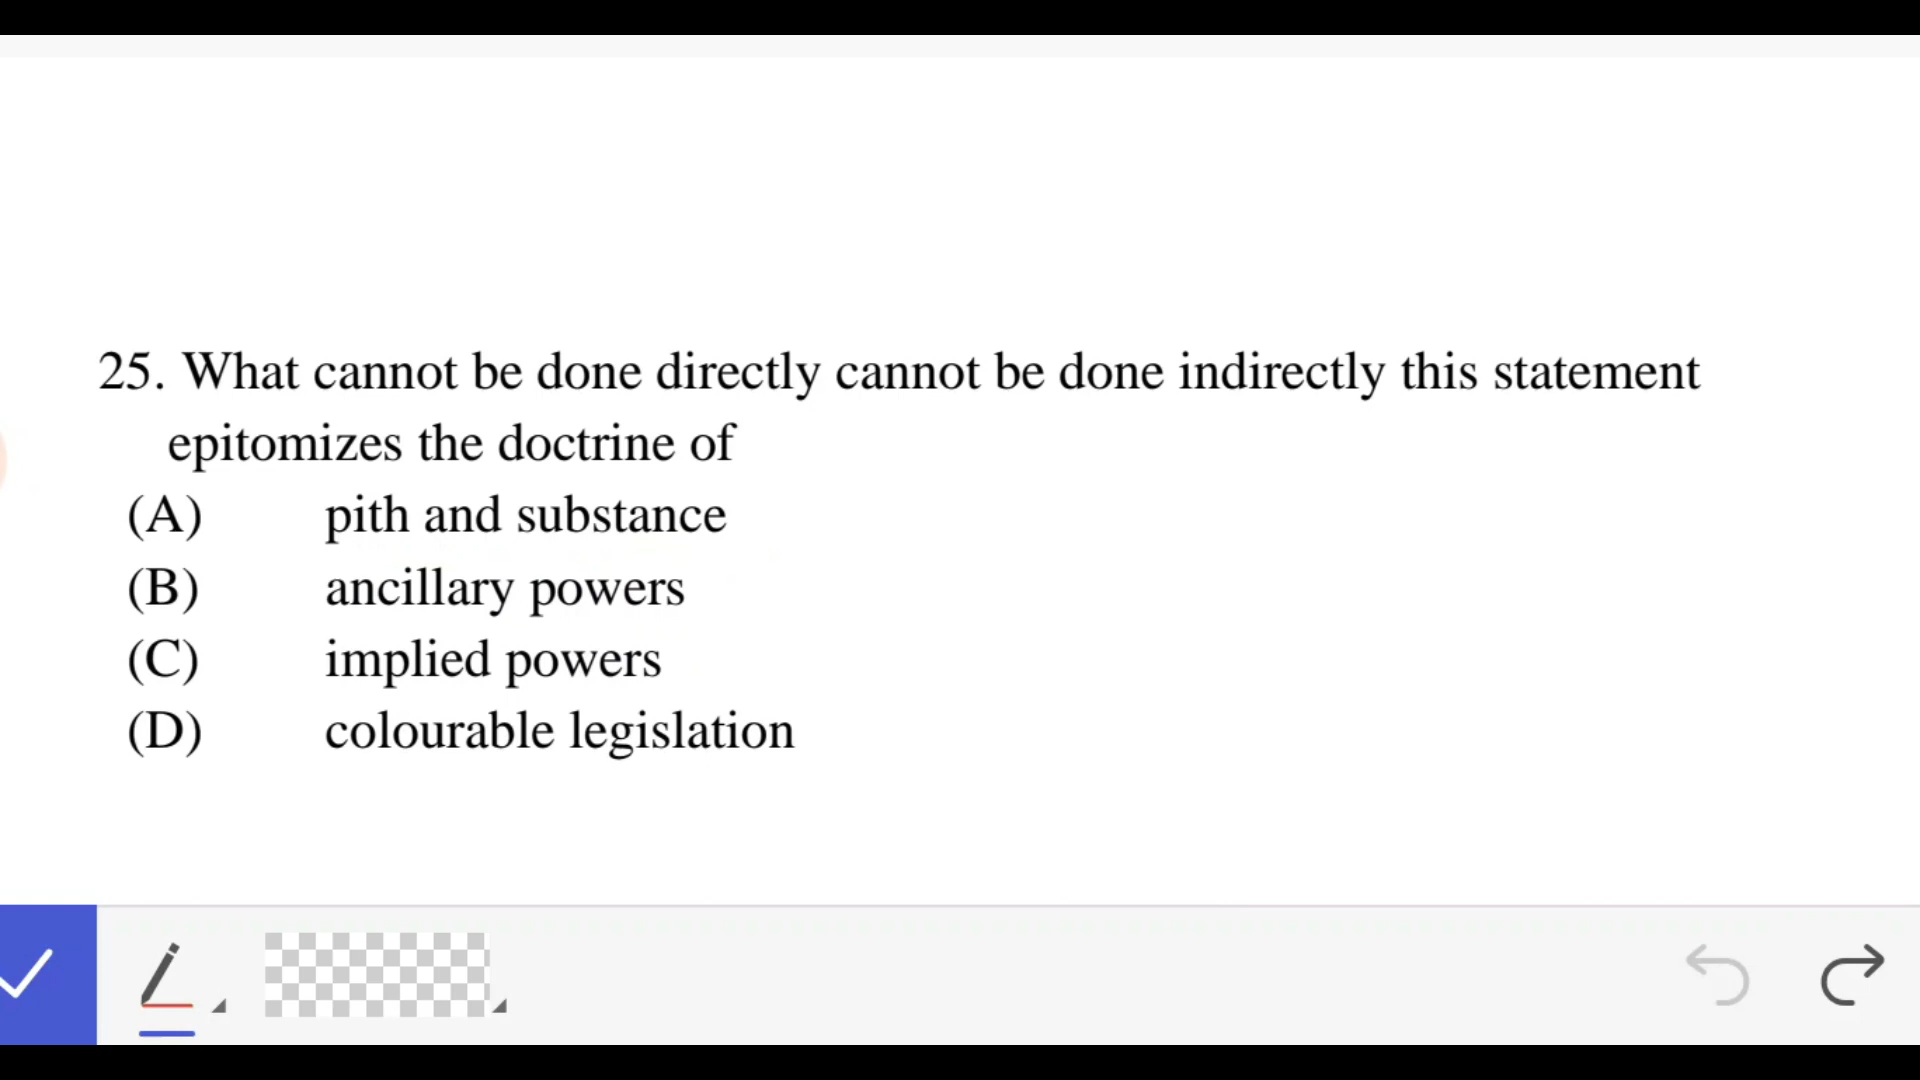 25. What cannot be done directly cannot be done indirectly this statement
epitomizes the doctrine of
(A) pith and substance
(B) ancillary powers
(C) implied powers
(D) colourable legislation